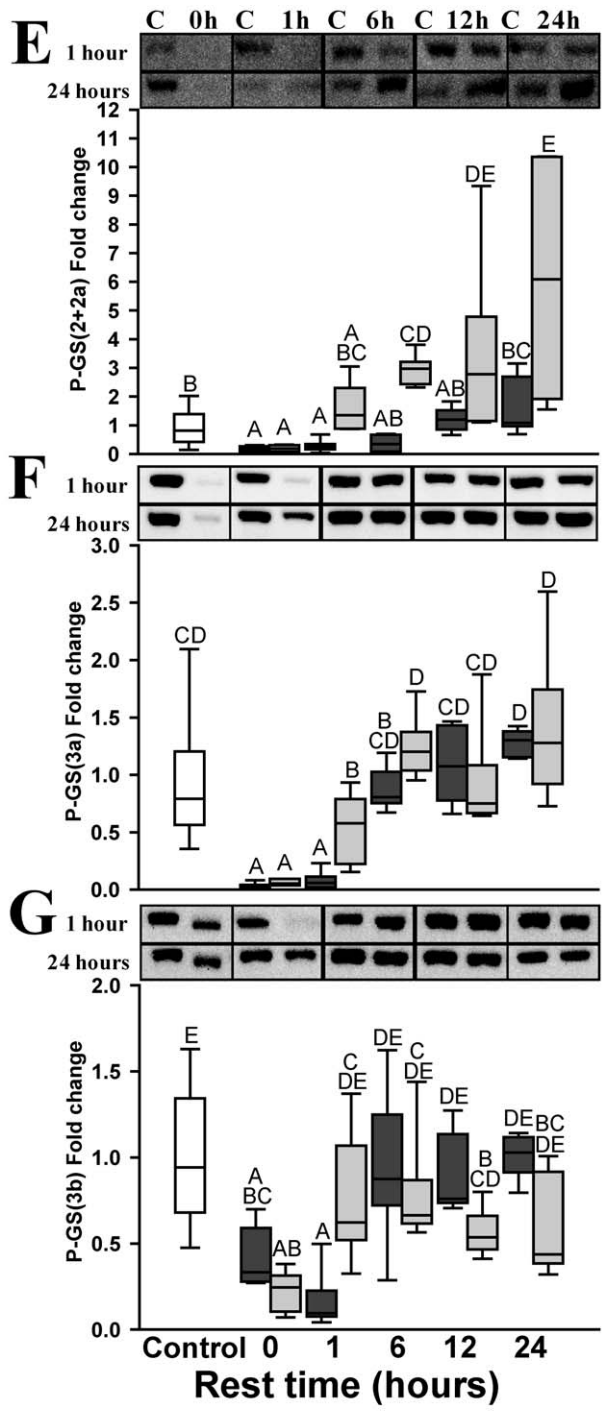 E
C 0h C 1h C 6h C 12h C 24h
1 hour
24 hours
P-GS(2+2a) Fold change
12
11
10
9
8
7
6
5
4
3
2
1
0
B
A A A
A
BC
AB
CD
AB
DE
BC
E
F
1 hour
24 hours
P-GS(3a) Fold change
3.0
2.5
2.0
1.5
1.0
0.5
0.0
CD
A A A
B
B
CD
D
CD
CD
D
D
G
1 hour
24 hours
P-GS(3b) Fold change
2.0
1.5
1.0
0.5
0.0
E
A
BC
AB
A
C
DE
DE
C
DE
DE
B
CD
DE
BC
DE
Control 0 1 6 12 24
Rest time (hours)